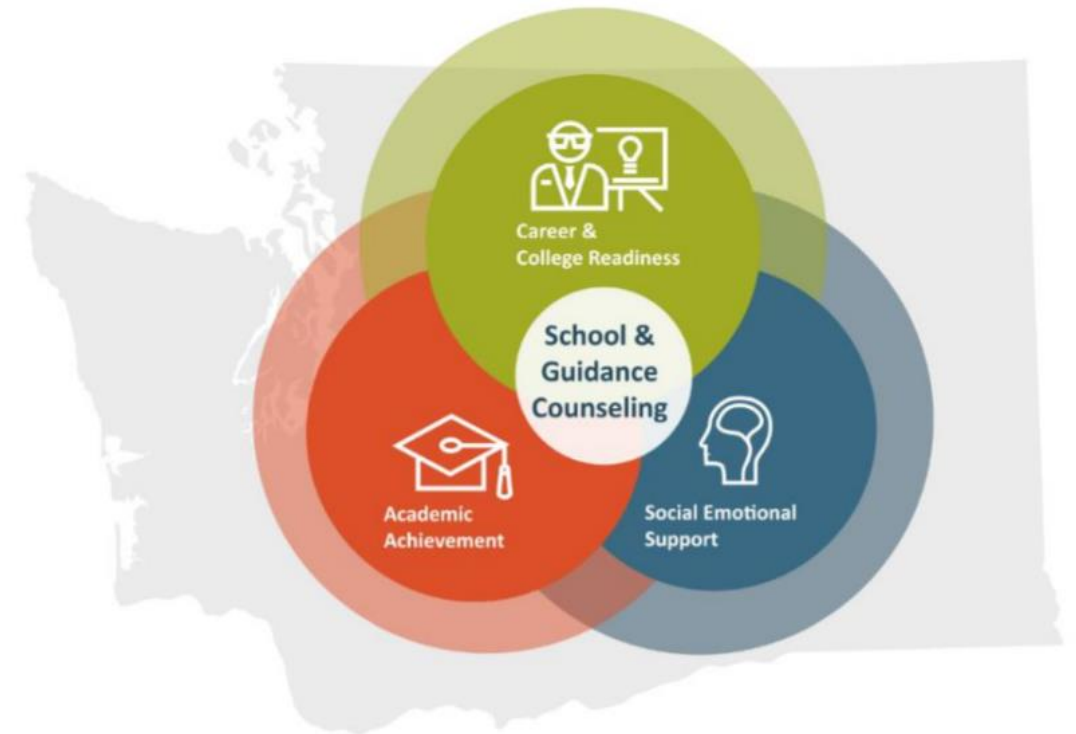 Career &
College Readiness
School &
Guidance
Counseling
Academic
Achievement
Social Emotional
Support